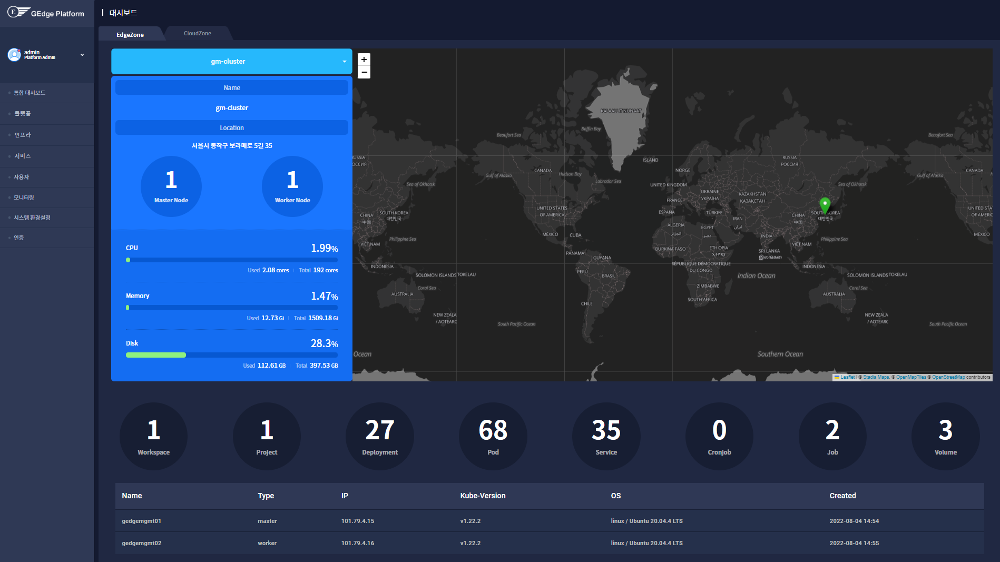 E GEdge Platform
admin
Platform Admin
통합 대시보드
플랫폼
인프라
서비스
사용자
모니터링
시스템 환경설정
인증
대시보드
EdgeZone
CloudZone
gm-cluster
Name
gm-cluster
Location
서울시 동작구 보라매로 5길 35
1
Master Node
1
Worker Node
CPU 1.99%
Used 2.08 cores Total 192 cores
Memory 1.47%
Used 12.73 Gi Total 1509.18 Gi
Disk 28.3%
Used 112.61 GB Total 397.53 GB
+
−
KALAALLIT NUNAAT
Baffin Bay
Beaufort Sea
Beaufort Sea
RUSSIA
РОССИЯ
ÍSLAND
RUSSIA
РОССИЯ
CANADA
Hudson Bay
Gulf of Alaska
Labrador Sea
NORGE
CANADA
Gulf of Alaska
Sea of Okhotsk
UNITED KINGDOM
Sea of Okhotsk
UKRAINE
УКРАЇНА
KAZAKHSTAN
ҚАЗАҚСТАН
FRANCE
UNITED STATES
OF AMERICA
ESPAÑA
TÜRKIYE
IRAN
ایران
CHINA
中国
SOUTH KOREA
대한민국
CHINA
中国
SOUTH KOREA
대한민국
UNITED STA
OF AMERIC
ALGERIA
الجزائر
EGYPT
مصر
MÉXICO
CUBA
INDIA
MÉXICO
Philippine Sea
Philippine Sea
VIỆT NAM
VIỆT NAM
BURKINA FASO
ETHIOPIA
ኢትዮጵያ
SRI LANKA
இலங்கை
PANAMA
GUYANA
RÉPUBLIQUE DÉMOCRATIQUE
DU CONGO
INDONESIA
INDONESIA
PERÚ
BRASIL
SOLOMON ISLANDS
TOKELAU
Indian Ocean
SOLOMON ISLANDS
TOKELAU
Coral Sea
Coral Sea
ZIMBABWE
AUSTRALIA
AUSTRALIA
SOUTH AFRICA
CHILE
NEW ZEALA
/ AOTEARC
NEW ZEALA
/ AOTEARC
South Pacific Ocean
South Pacific Ocean
Ocean
Southern Ocean
Leaflet | © Stadia Maps, © OpenMapTiles © OpenStreetMap contributors
1
Workspace
1
Project
27
Deployment
68
Pod
35
Service
0
Cronjob
2
Job
3
Volume
Name Type IP Kube-Version OS Created
gedgemgmt01 master 101.79.4.15 v1.22.2 linux / Ubuntu 20.04.4 LTS 2022-08-04 14:54
gedgemgmt02 worker 101.79.4.16 v1.22.2 linux / Ubuntu 20.04.4 LTS 2022-08-04 14:55